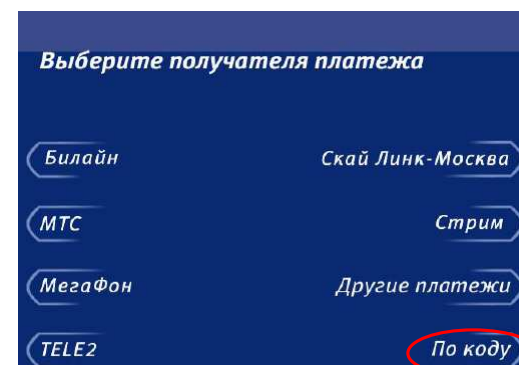 Выберите получателя платежа
Билайн
Скай Линк-Москва
МТС
Стрим
МегаФон
Другие платежи
TELE2
По коду